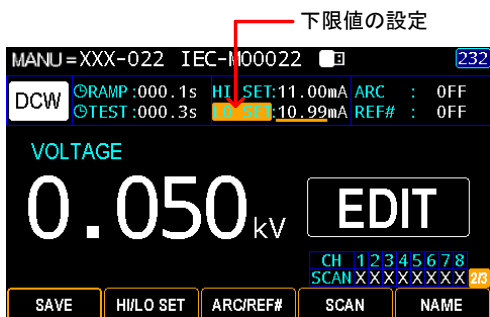 下限値の設定
MANU=XXX-022 IEC-M00022 232
DCW RAMP:000.1s HI SET:11.00mA ARC : OFF
TEST:000.3s LO SET:10.99mA REF# : OFF
VOLTAGE
0.050kV EDIT
CH 1 2 3 4 5 6 7 8
SCAN X X X X X X X X 2/3
SAVE HI/LO SET ARC/REF# SCAN NAME